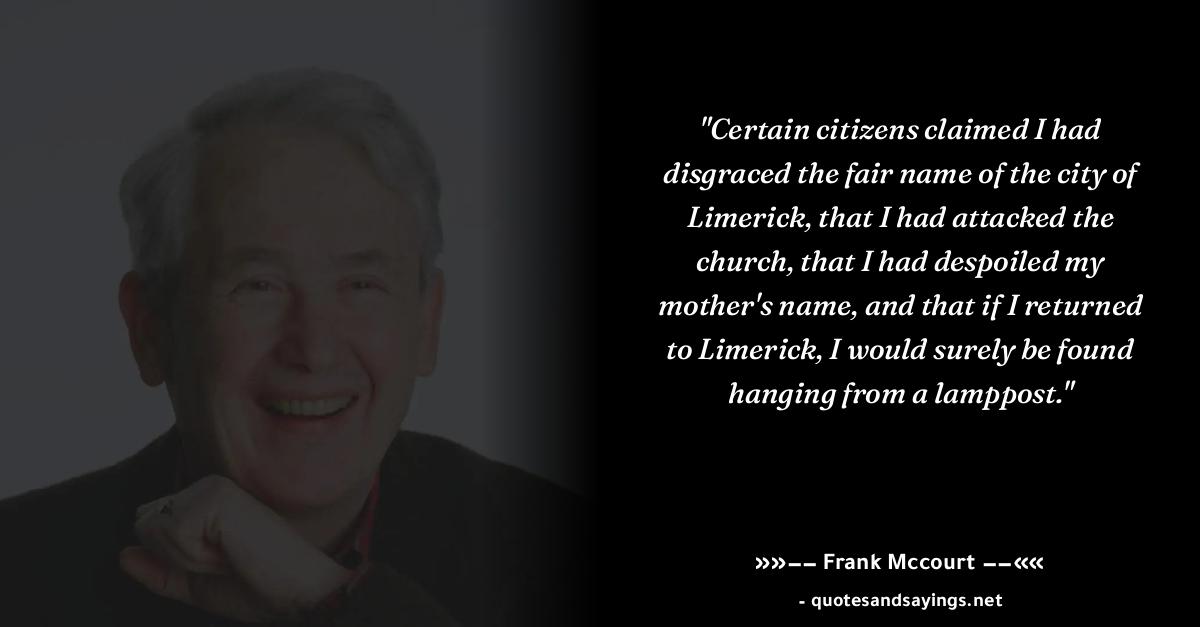 "Certain citizens claimed I had
disgraced the fair name of the city of
Limerick, that I had attacked the
church, that I had despoiled my
mother's name, and that if I returned
to Limerick, I would surely be found
hanging from a lamppost."
»»–– Frank Mccourt ––««
- quotesandsayings.net